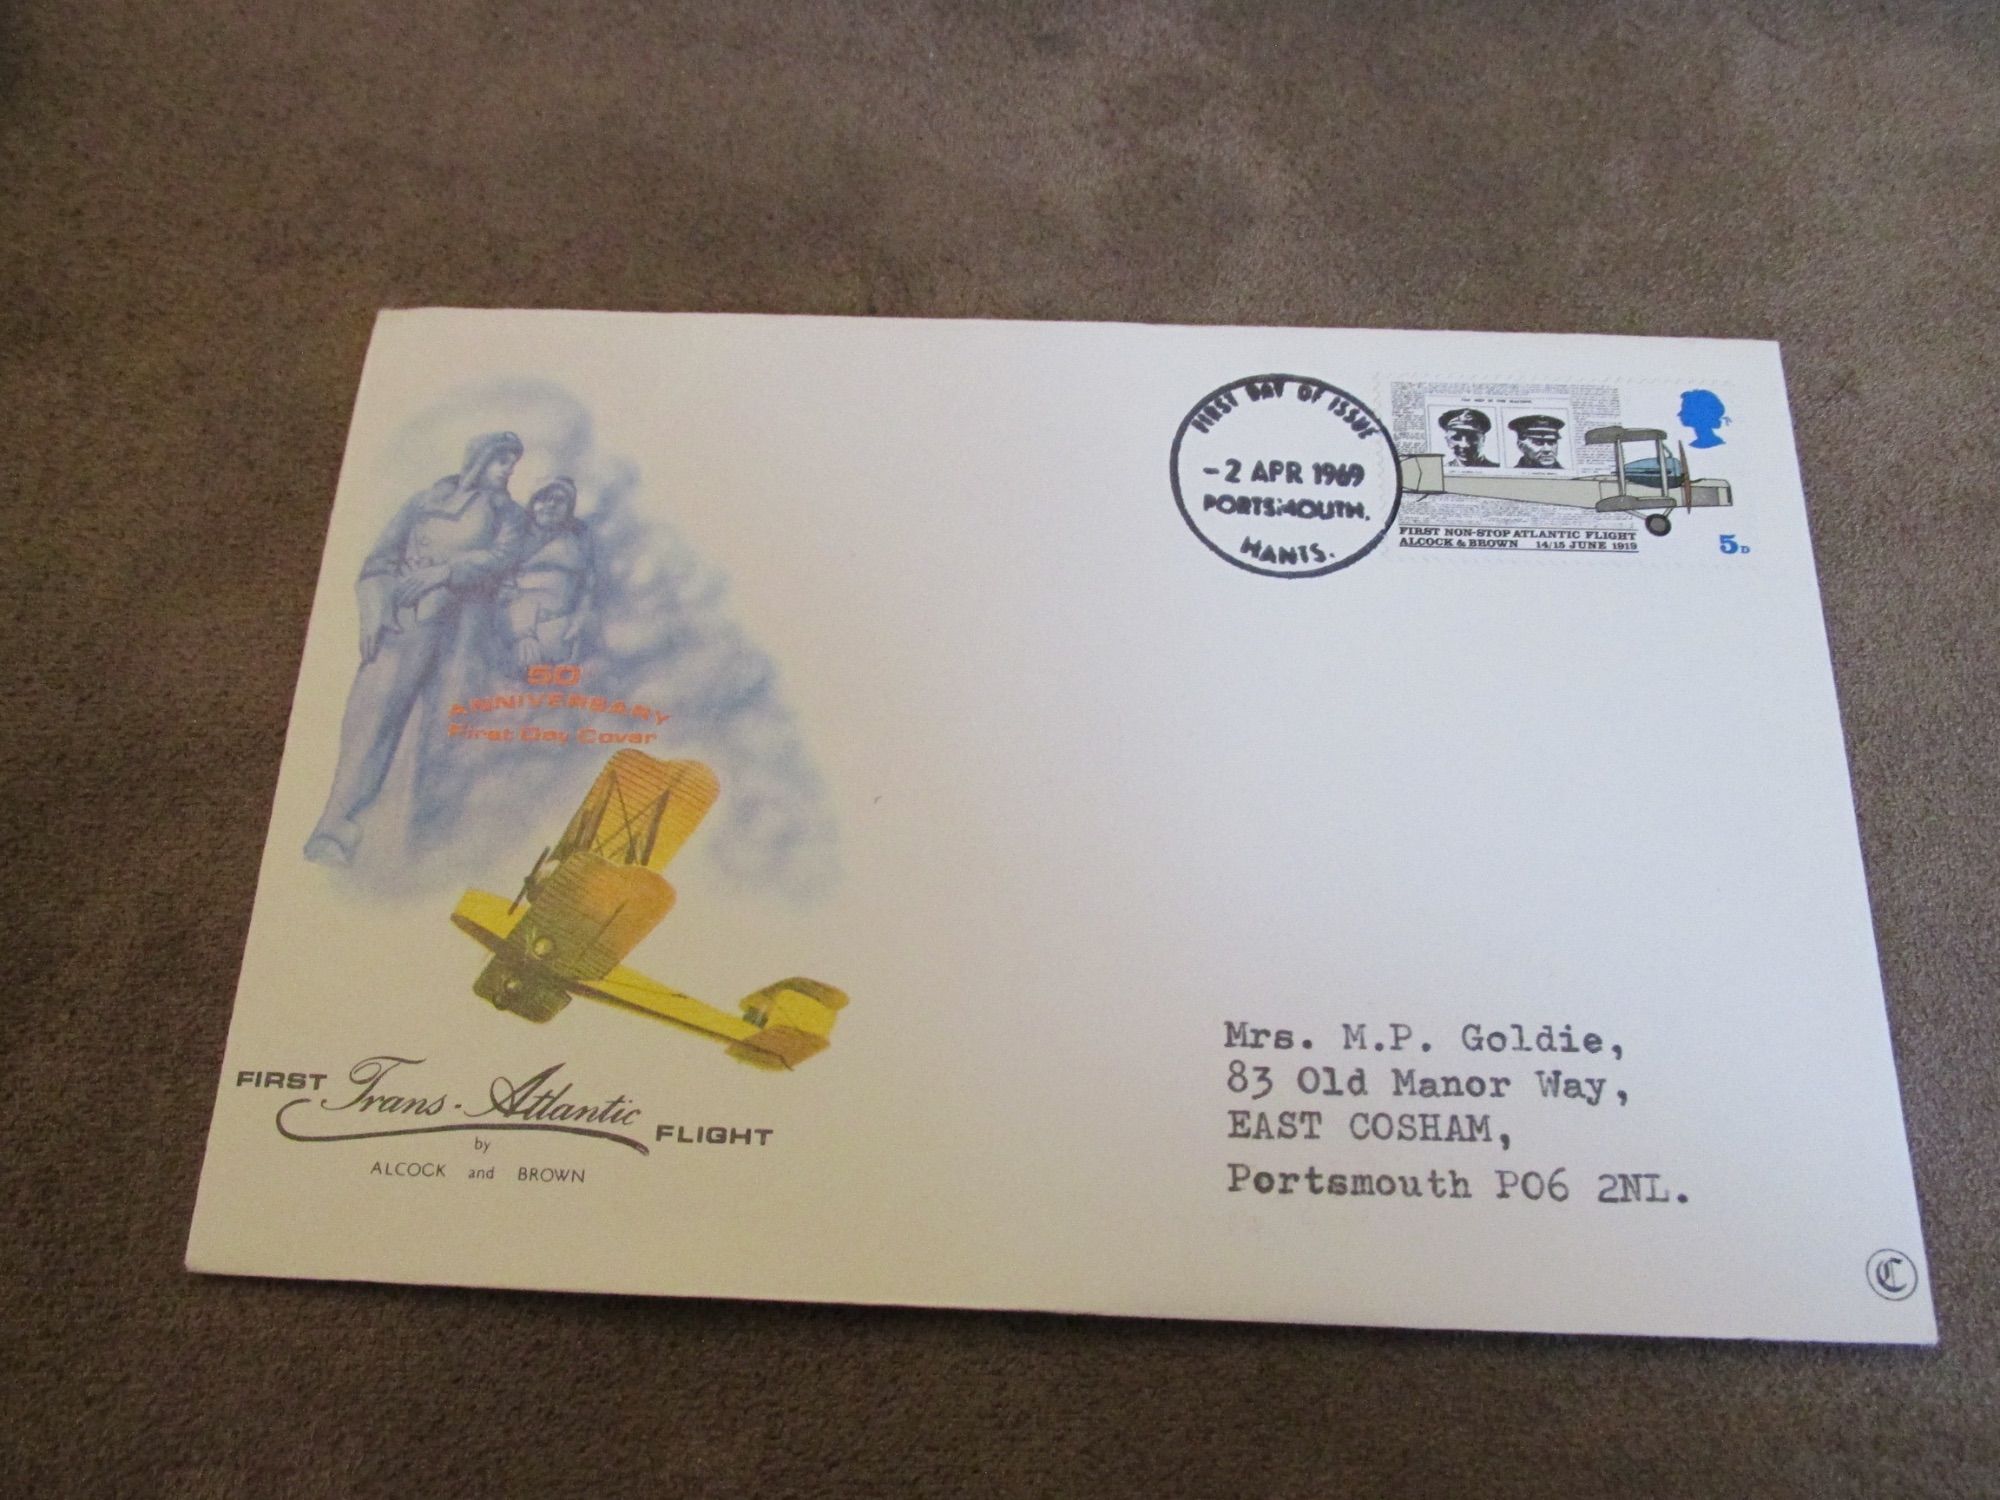 FIRST DAY OF ISSUE
- 2 APR 1969
PORTSMOUTH.
HANTS.
FIRST NON-STOP ATLANTIC FLIGHT
ALCOCK & BROWN 14/15 JUNE 1919
5D
50
ANNIVERSARY
First Day Cover
FIRST Trans-Atlantic FLIGHT
by
ALCOCK and BROWN
Mrs. M.P. Goldie,
83 Old Manor Way,
EAST COSHAM,
Portsmouth PO6 2NL.
C